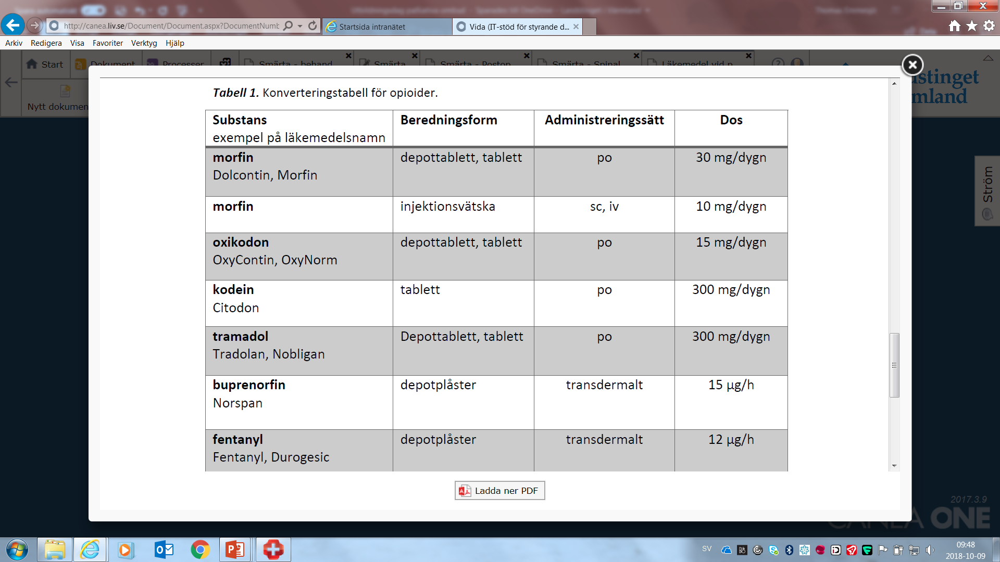 http://canea.liv.se/Document/Document.aspx?DocumentNumb
Startsida intranätet
Vida (IT-stöd för styrande d...
Arkiv Redigera Visa Favoriter Verktyg Hjälp
Start Dokument Processer Smärta - behand Smärta Smärta - Poston Smärta - Spinal Läkemedel vid p
Nytt dokumen
stinget
mland
Tabell 1. Konverteringstabell för opioider.
Substans Beredningsform Administreringssätt Dos
exempel på läkemedelsnamn
morfin depottablett, tablett po 30 mg/dygn
Dolcontin, Morfin
morfin injektionsvätska sc, iv 10 mg/dygn
oxikodon depottablett, tablett po 15 mg/dygn
OxyContin, OxyNorm
kodein tablett po 300 mg/dygn
Citodon
tramadol Depottablett, tablett po 300 mg/dygn
Tradolan, Nobligan
buprenorfin depotplåster transdermalt 15 µg/h
Norspan
fentanyl depotplåster transdermalt 12 µg/h
Fentanyl, Durogesic
Ström
Ladda ner PDF
2017.3.9
CANEA ONE
SV
09:48
2018-10-09